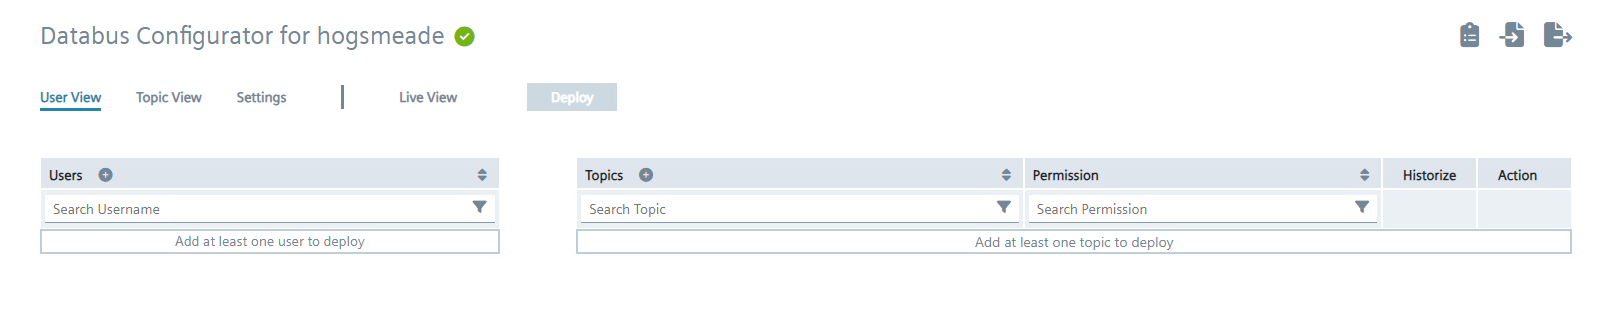 Databus Configurator for hogsmeade
User View Topic View Settings Live View Deploy
Users Topics Permission Historize Action
Search Username Search Topic Search Permission
Add at least one user to deploy Add at least one topic to deploy